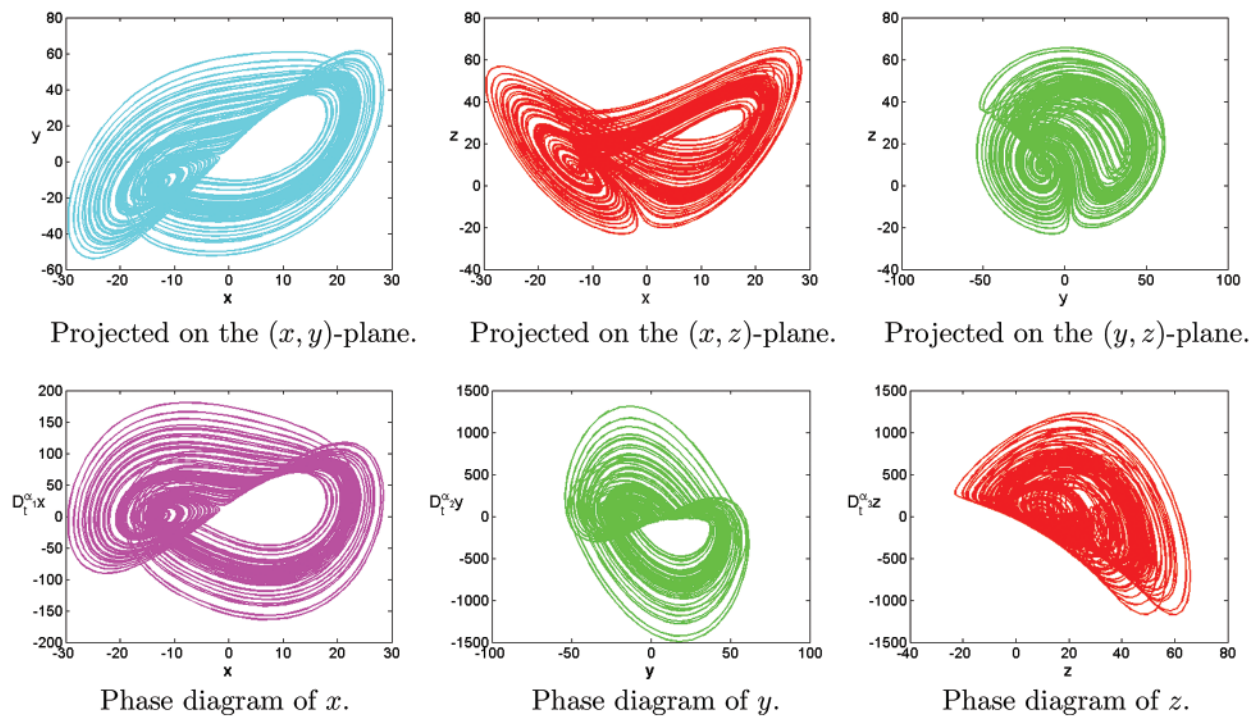 80
60
40
20
0
-20
-40
-60
y
-30 -20 -10 0 10 20 30
x
Projected on the (x, y)-plane.
80
60
40
20
0
-20
-40
z
-30 -20 -10 0 10 20 30
x
Projected on the (x, z)-plane.
80
60
40
20
0
-20
-40
z
-100 -50 0 50 100
y
Projected on the (y, z)-plane.
200
150
100
50
0
-50
-100
-150
-200
D_t^{α_1}x
-30 -20 -10 0 10 20 30
x
Phase diagram of x.
1500
1000
500
0
-500
-1000
-1500
D_t^{α_2}y
-100 -50 0 50 100
y
Phase diagram of y.
1500
1000
500
0
-500
-1000
-1500
D_t^{α_3}z
-40 -20 0 20 40 60 80
z
Phase diagram of z.